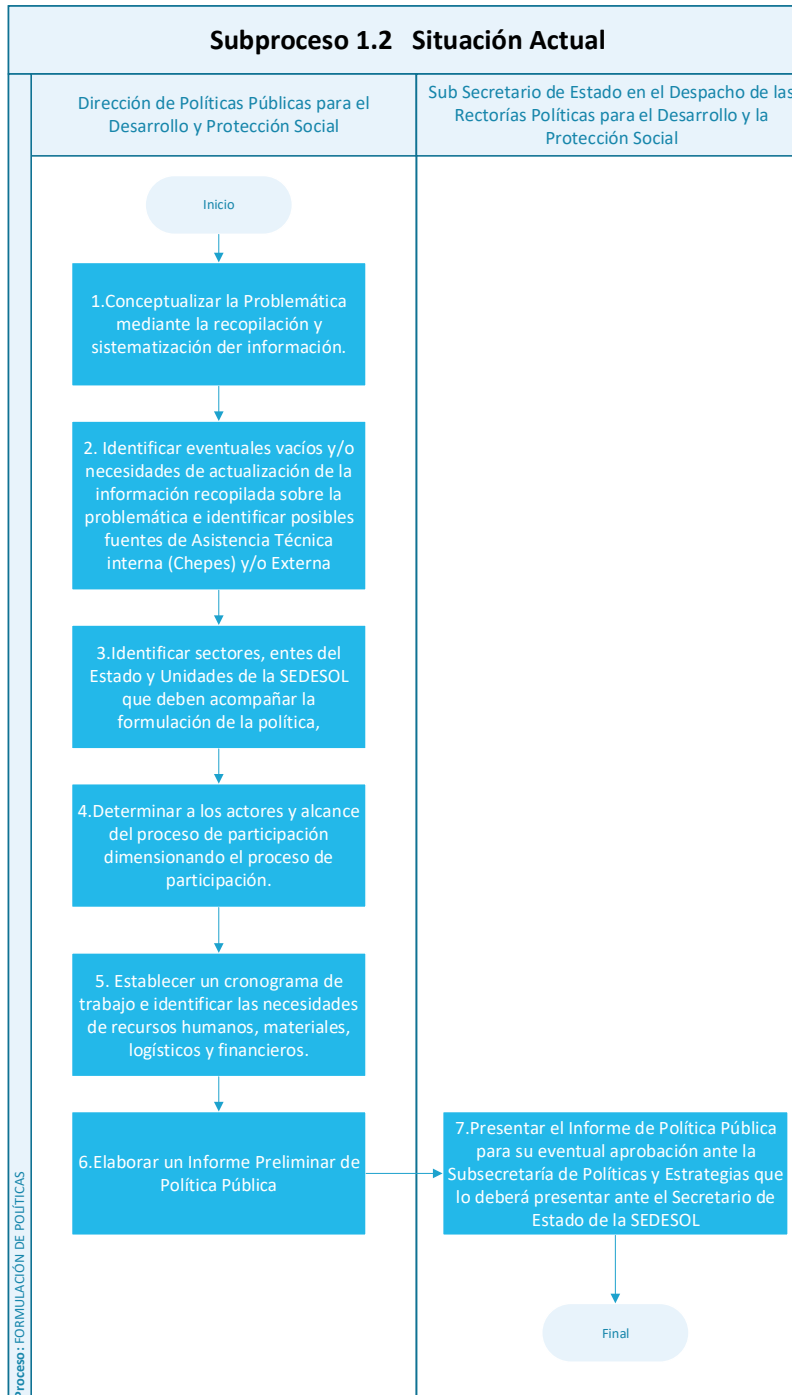 Subproceso 1.2 Situación Actual
Dirección de Políticas Públicas para el
Desarrollo y Protección Social
Sub Secretario de Estado en el Despacho de las
Rectorías Políticas para el Desarrollo y la
Protección Social
Inicio
1.Conceptualizar la Problemática
mediante la recopilación y
sistematización der información.
2. Identificar eventuales vacíos y/o
necesidades de actualización de la
información recopilada sobre la
problemática e identificar posibles
fuentes de Asistencia Técnica
interna (Chepes) y/o Externa
3.Identificar sectores, entes del
Estado y Unidades de la SEDESOL
que deben acompañar la
formulación de la política,
4.Determinar a los actores y alcance
del proceso de participación
dimensionando el proceso de
participación.
5. Establecer un cronograma de
trabajo e identificar las necesidades
de recursos humanos, materiales,
logísticos y financieros.
6.Elaborar un Informe Preliminar de
Política Pública
7.Presentar el Informe de Política Pública
para su eventual aprobación ante la
Subsecretaría de Políticas y Estrategias que
lo deberá presentar ante el Secretario de
Estado de la SEDESOL
Final
Proceso: FORMULACIÓN DE POLÍTICAS